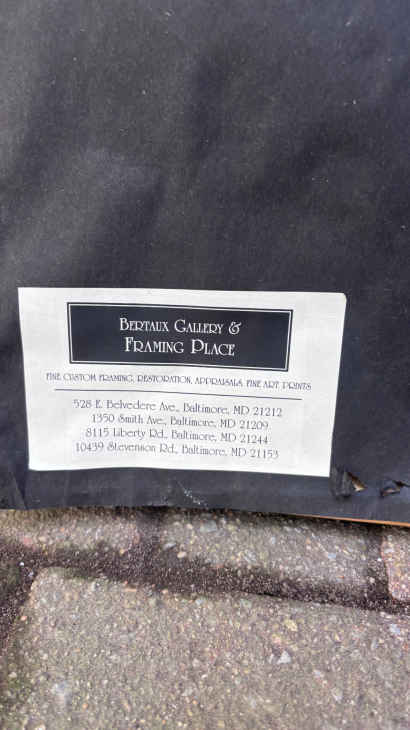 Bertaux Gallery &
Framing Place
Fine Custom Framing, Restoration, Appraisals, Fine Art Prints
528 E. Belvedere Ave., Baltimore, MD 21212
1350 Smith Ave., Baltimore, MD 21209
8115 Liberty Rd., Baltimore, MD 21244
10439 Stevenson Rd., Baltimore, MD 21153